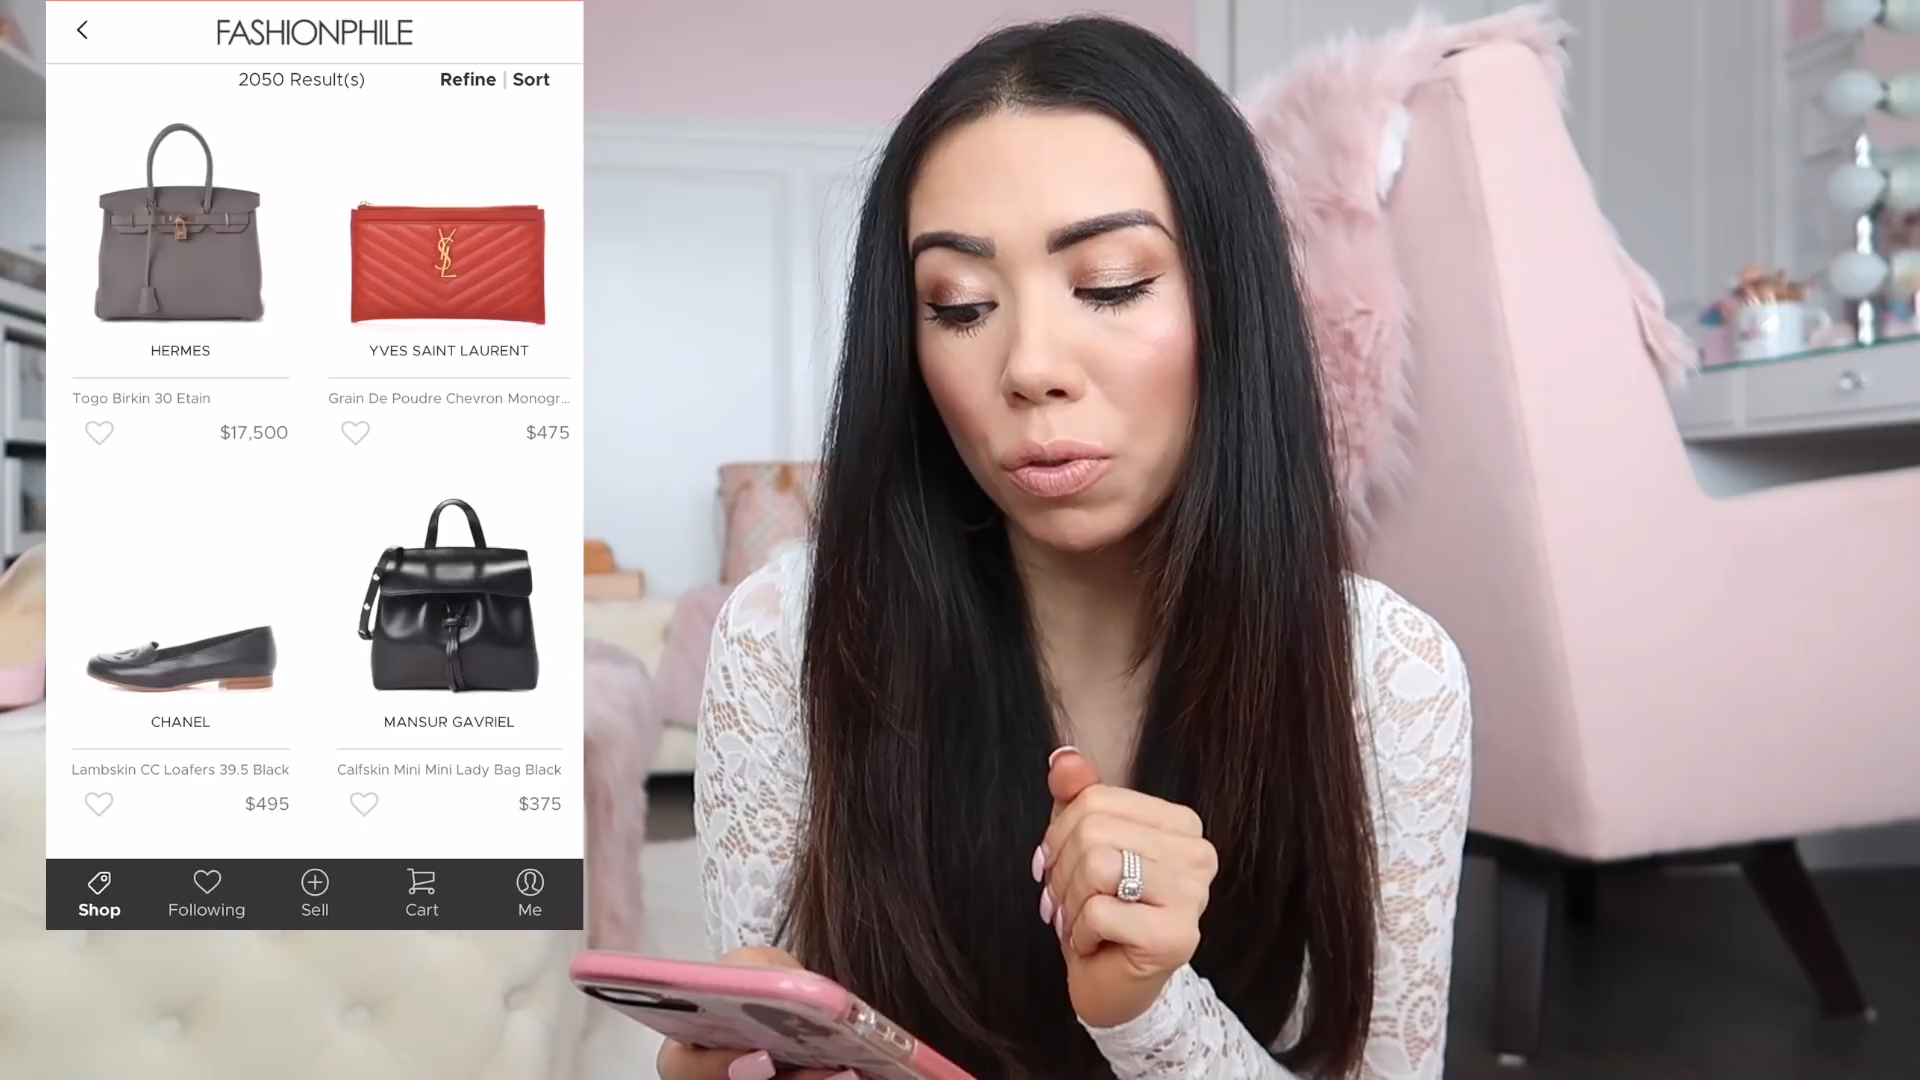 FASHIONPHILE
2050 Result(s)
Refine | Sort
HERMES
YVES SAINT LAURENT
Togo Birkin 30 Etain
Grain De Poudre Chevron Monogr...
$17,500
$475
CHANEL
MANSUR GAVRIEL
Lambskin CC Loafers 39.5 Black
Calfskin Mini Mini Lady Bag Black
$495
$375
Shop
Following
Sell
Cart
Me